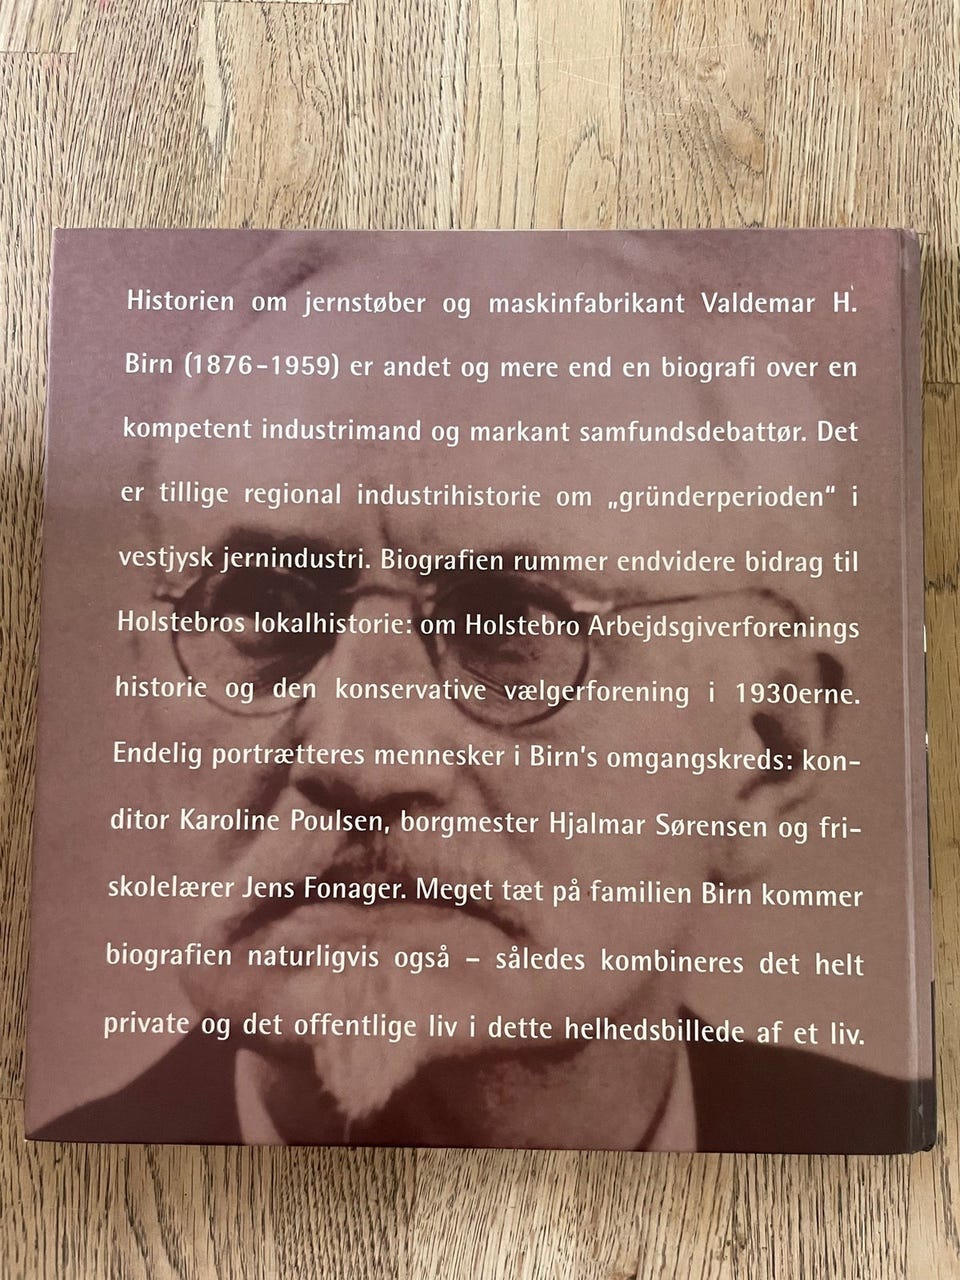 Historien om jernstøber og maskinfabrikant Valdemar H.
Birn (1876-1959) er andet og mere end en biografi over en
kompetent industrimand og markant samfundsdebattør. Det
er tillige regional industrihistorie om „gründerperioden“ i
vestjysk jernindustri. Biografien rummer endvidere bidrag til
Holstebros lokalhistorie: om Holstebro Arbejdsgiverforenings
historie og den konservative vælgerforening i 1930erne.
Endelig portrætteres mennesker i Birn's omgangskreds: kon-
ditor Karoline Poulsen, borgmester Hjalmar Sørensen og fri-
skolelærer Jens Fonager. Meget tæt på familien Birn kommer
biografien naturligvis også – således kombineres det helt
private og det offentlige liv i dette helhedsbillede af et liv.